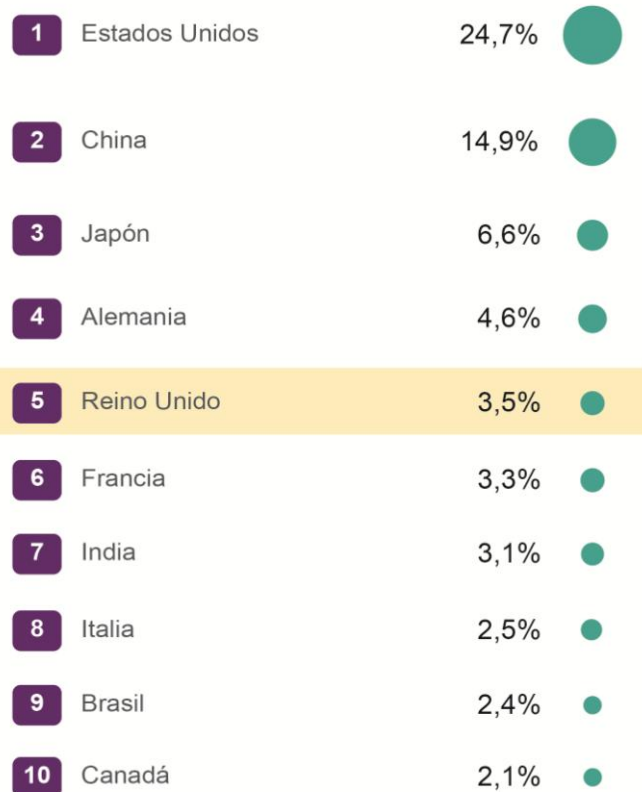 1 Estados Unidos 24,7%
2 China 14,9%
3 Japón 6,6%
4 Alemania 4,6%
5 Reino Unido 3,5%
6 Francia 3,3%
7 India 3,1%
8 Italia 2,5%
9 Brasil 2,4%
10 Canadá 2,1%